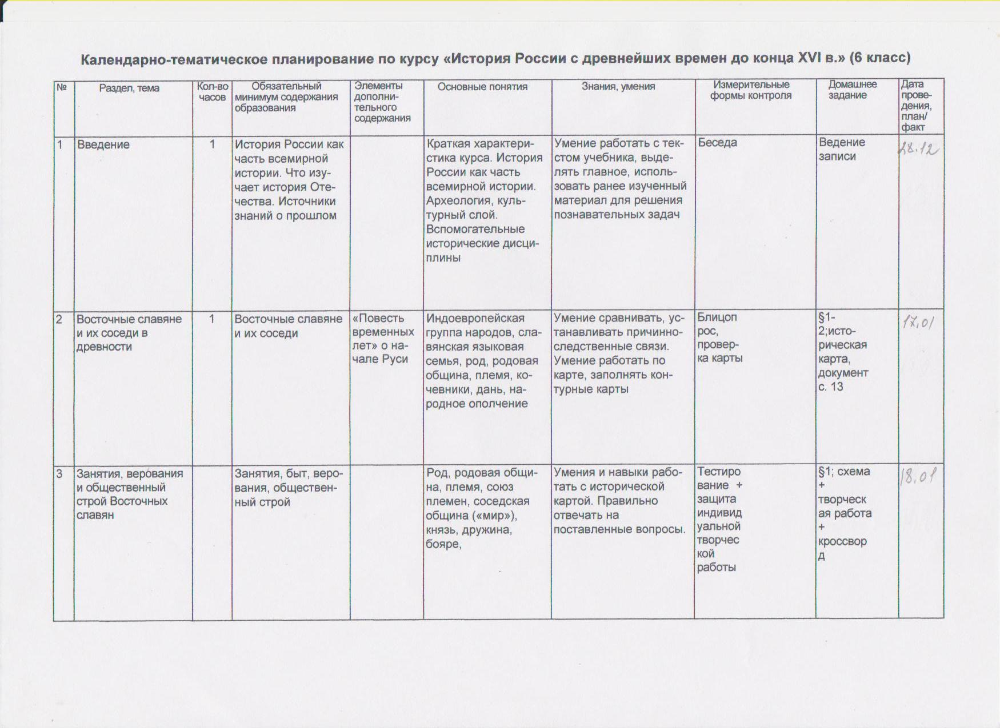 Календарно-тематическое планирование по курсу «История России с древнейших времен до конца XVI в.» (6 класс)
№
Раздел, тема
Кол-во
часов
Обязательный
минимум содержания
образования
Элементы
дополни-
тельного
содержания
Основные понятия
Знания, умения
Измерительные
формы контроля
Домашнее
задание
Дата
прове-
дения,
план/
факт
1
Введение
1
История России как
часть всемирной
истории. Что изу-
чает история Оте-
чества. Источники
знаний о прошлом
Краткая характери-
стика курса. История
России как часть
всемирной истории.
Археология, куль-
турный слой.
Вспомогательные
исторические дисци-
плины
Умение работать с тек-
стом учебника, выде-
лять главное, исполь-
зовать ранее изученный
материал для решения
познавательных задач
Беседа
Ведение
записи
28.12
2
Восточные славяне
и их соседи в
древности
1
Восточные славяне
и их соседи
«Повесть
временных
лет» о на-
чале Руси
Индоевропейская
группа народов, сла-
вянская языковая
семья, род, родовая
община, племя, ко-
чевники, дань, на-
родное ополчение
Умение сравнивать, ус-
танавливать причинно-
следственные связи.
Умение работать по
карте, заполнять кон-
турные карты
Блицоп
рос,
провер-
ка карты
§1-
2;исто-
рическая
карта,
документ
с. 13
17.01
3
Занятия, верования
и общественный
строй Восточных
славян
Занятия, быт, веро-
вания, обществен-
ный строй
Род, родовая общи-
на, племя, союз
племен, соседская
община («мир»),
князь, дружина,
бояре,
Умения и навыки рабо-
тать с исторической
картой. Правильно
отвечать на
поставленные вопросы.
Тестиро
вание +
защита
индивид
уальной
творчес
кой
работы
§1; схема
+
творческ
ая работа
+
кроссвор
д
18.01